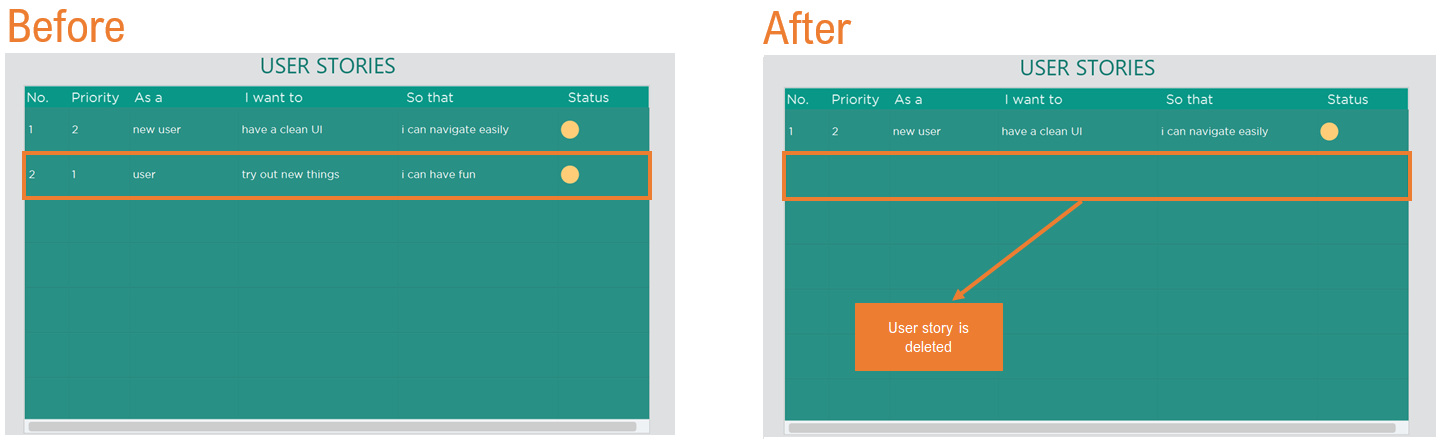 Before
USER STORIES
No. Priority As a I want to So that Status
1 2 new user have a clean UI i can navigate easily
2 1 user try out new things i can have fun
After
USER STORIES
No. Priority As a I want to So that Status
1 2 new user have a clean UI i can navigate easily
User story is
deleted